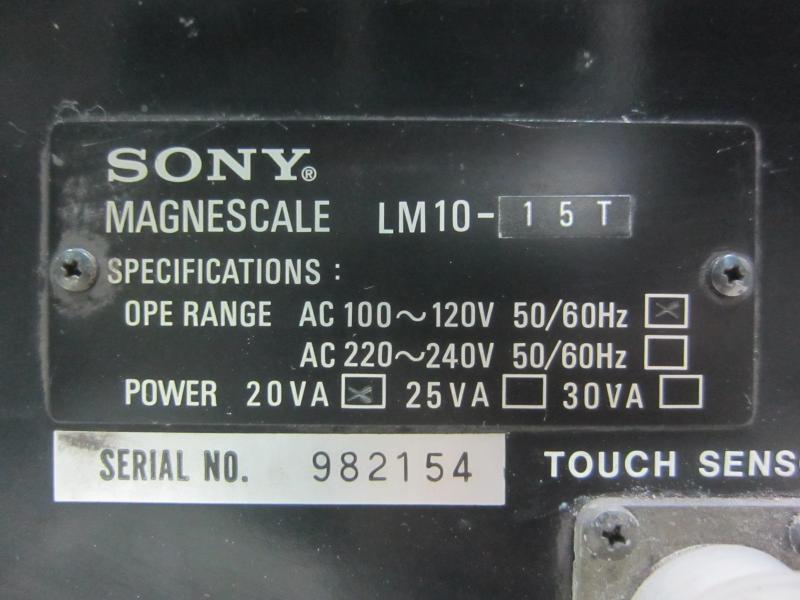 SONY®
MAGNESCALE LM10-15T
SPECIFICATIONS :
OPE RANGE AC 100~120V 50/60Hz ☒
AC 220~240V 50/60Hz ☐
POWER 20VA ☒ 25VA ☐ 30VA ☐
SERIAL NO. 982154
TOUCH SENS